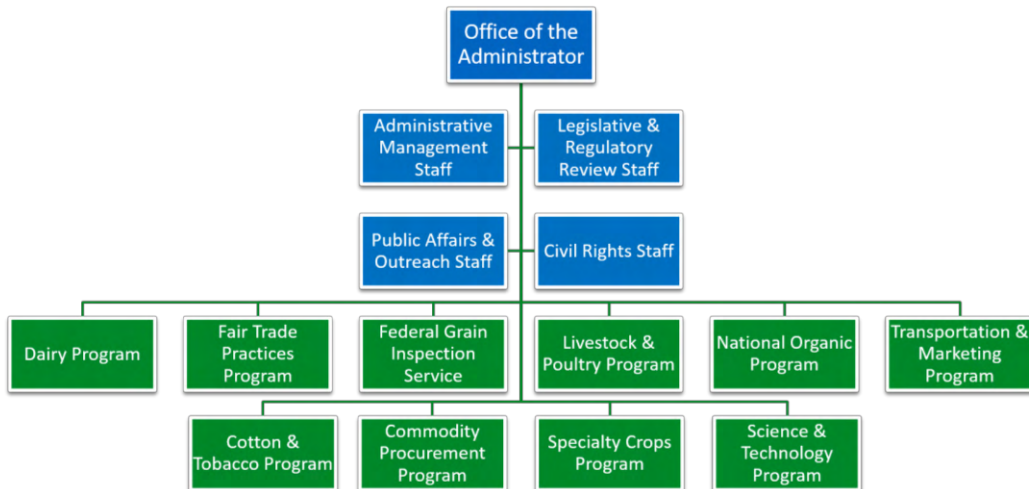 Office of the
Administrator
Administrative
Management
Staff
Legislative &
Regulatory
Review Staff
Public Affairs &
Outreach Staff
Civil Rights Staff
Dairy Program
Fair Trade
Practices
Program
Federal Grain
Inspection
Service
Livestock &
Poultry Program
National Organic
Program
Transportation &
Marketing
Program
Cotton &
Tobacco Program
Commodity
Procurement
Program
Specialty Crops
Program
Science &
Technology
Program